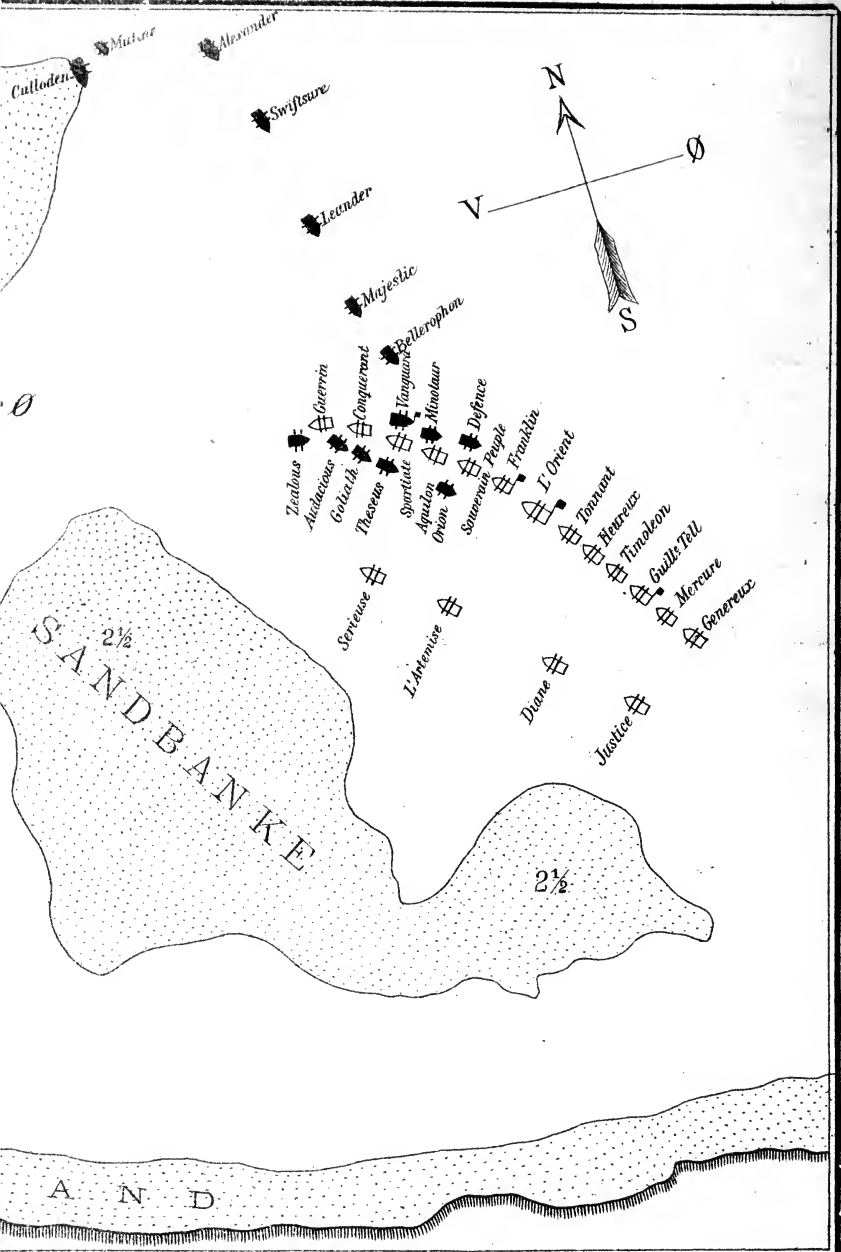 Mutine
Alexander
Culloden
Swiftsure
N
Ø
V
S
Leander
Majestic
Bellerophon
Ø
Guerrin
Conquerant
Vanguard
Minotaur
Defence
Zealous
Audacious
Goliath
Theseus
Spartiate
Aquilon
Orion
Souverain Peuple
Franklin
L'Orient
Tonnant
Heureux
Timoleon
Guill.e Tell
Mercure
Genereux
Serieuse
L'Artemise
Diane
Justice
SANDBANKE
2½
2½
AND